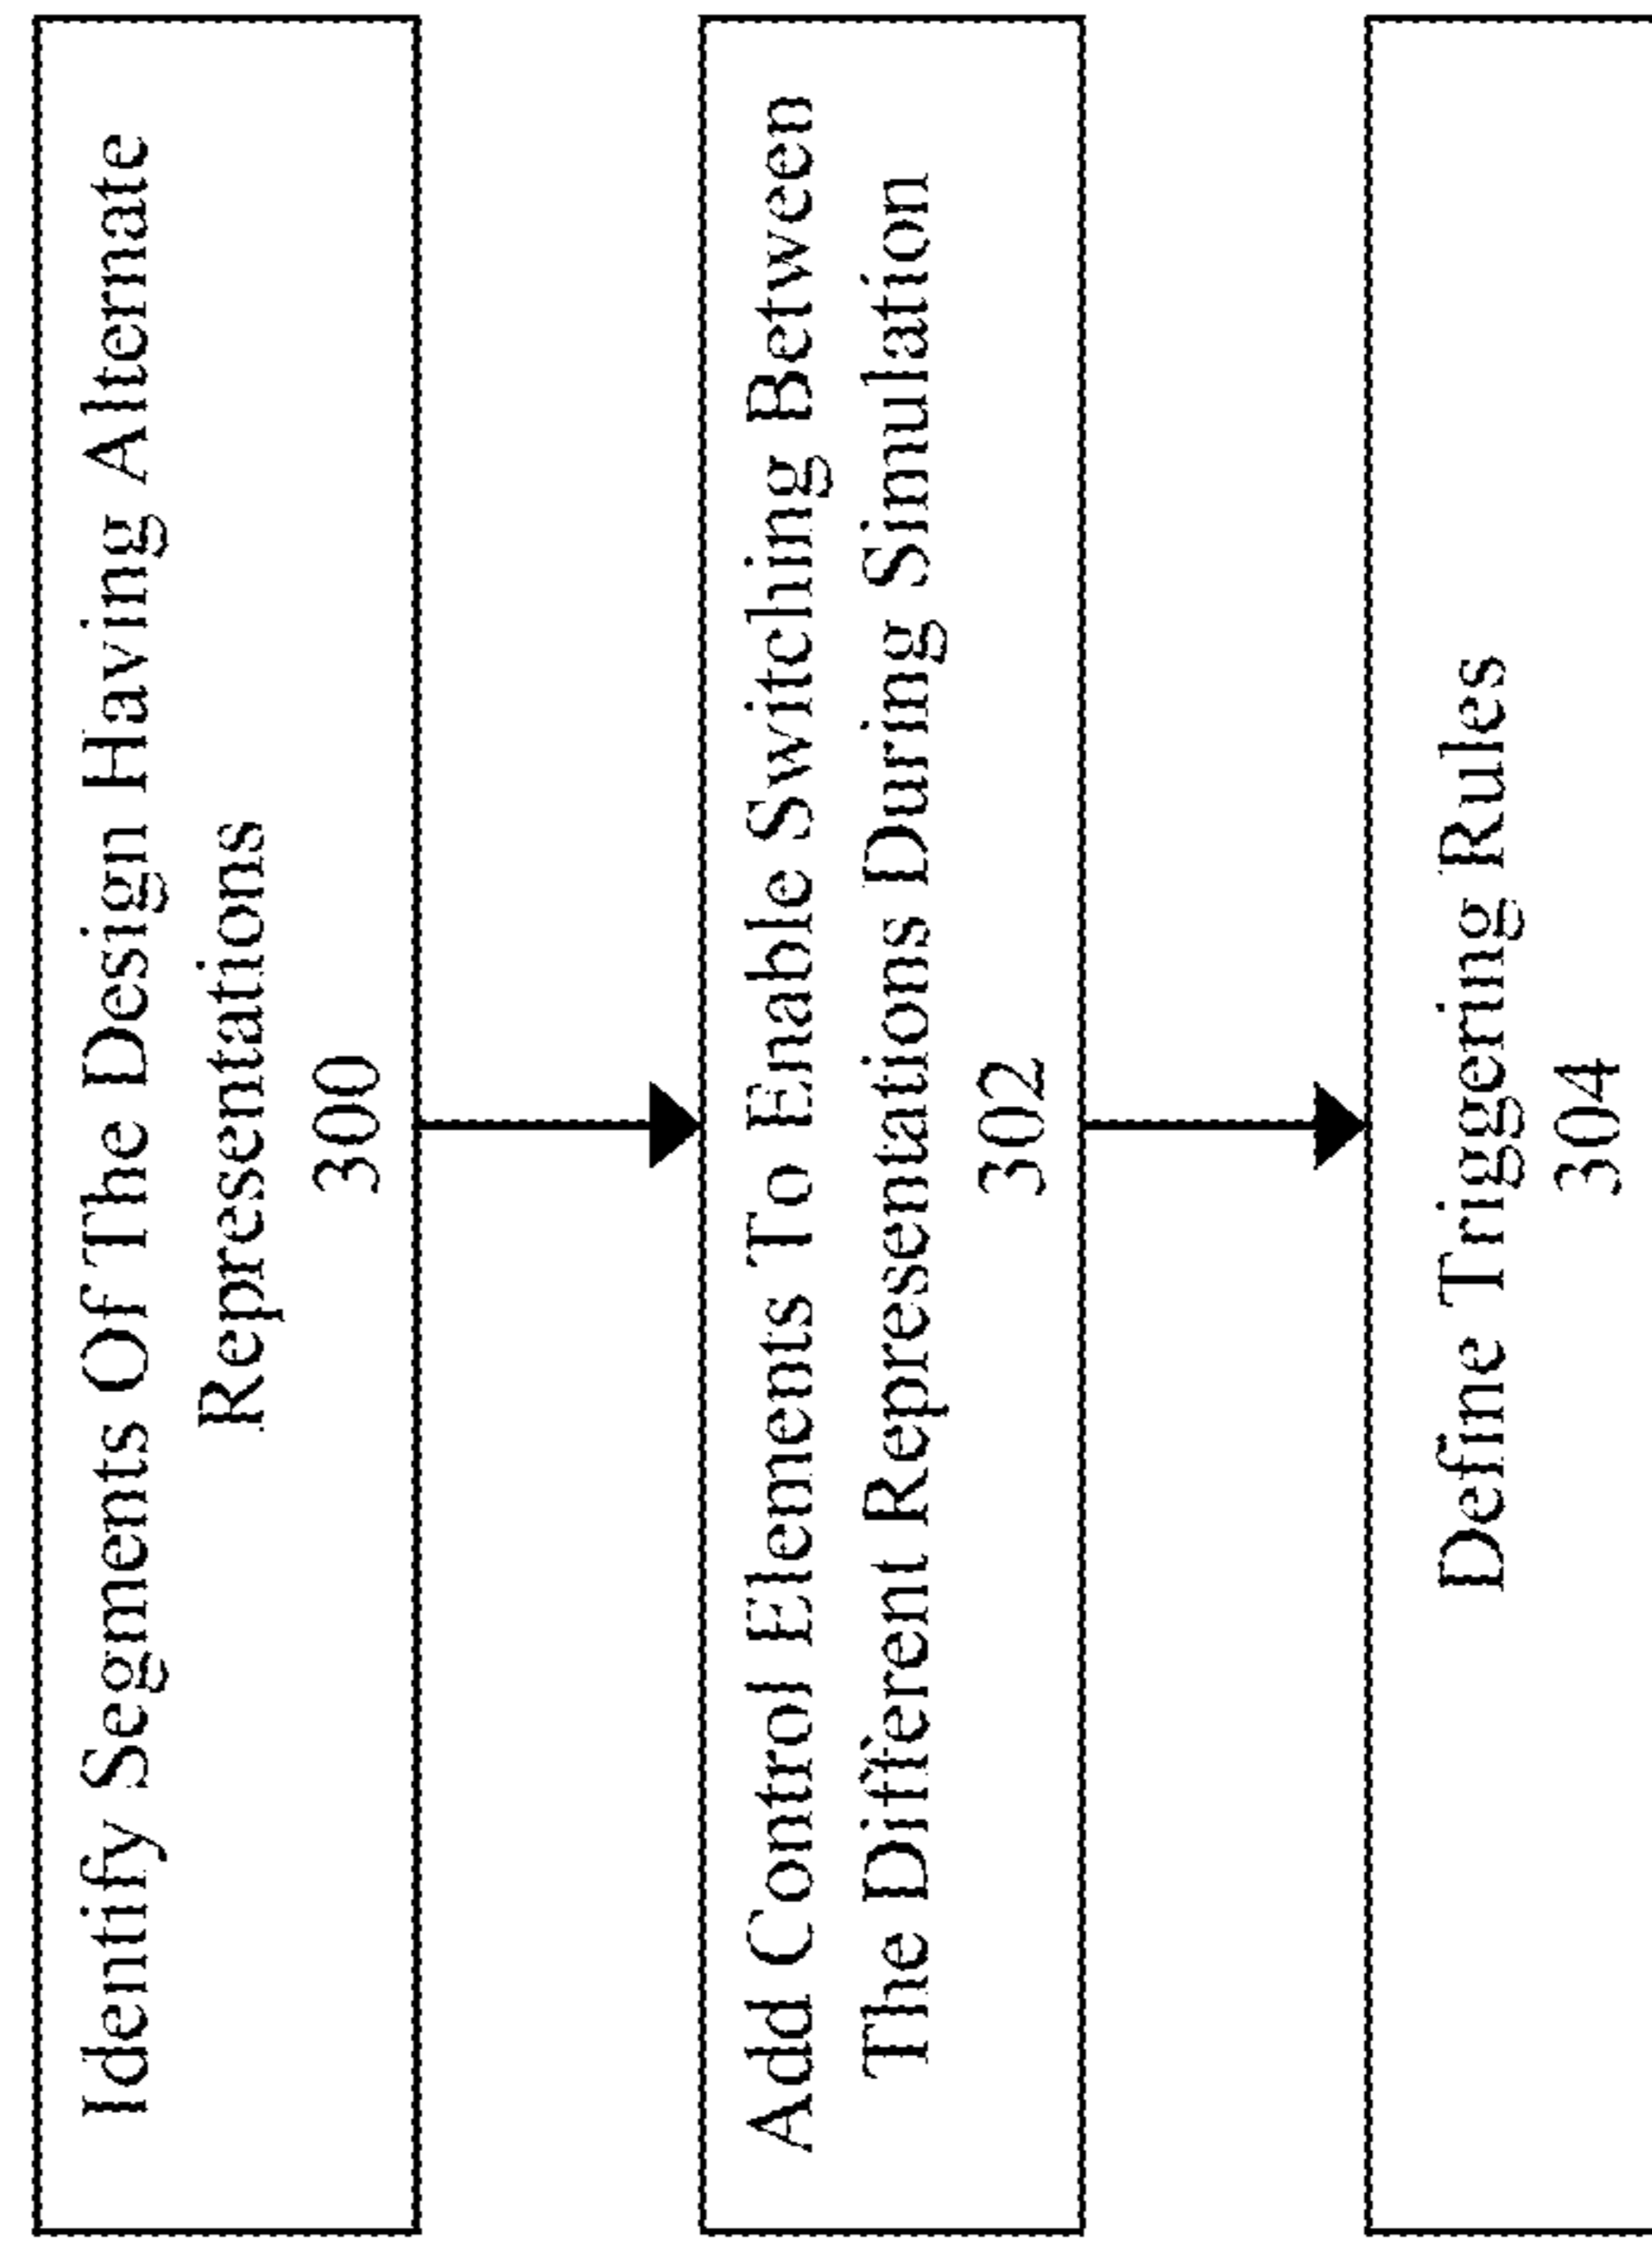 Identify Segments Of The Design Having Alternate
Representations
300
Add Control Elements To Enable Switching Between
The Different Representations During Simulation
302
Define Triggering Rules
304